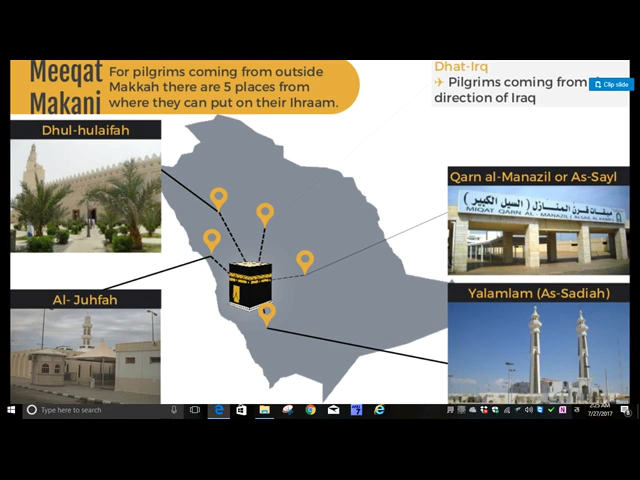 Meeqat
Makani
For pilgrims coming from outside
Makkah there are 5 places from
where they can put on their Ihraam.
Dhat-Irq
Pilgrims coming from
direction of Iraq
Clip slide
Dhul-hulaifah
Qarn al-Manazil or As-Sayl
ميقات قرن المنازل ( السيل الكبير )
MIQAT QARN AL - MANAZIL
Al- Juhfah
Yalamlam (As-Sadiah)
Type here to search
2:25 AM
7/27/2017